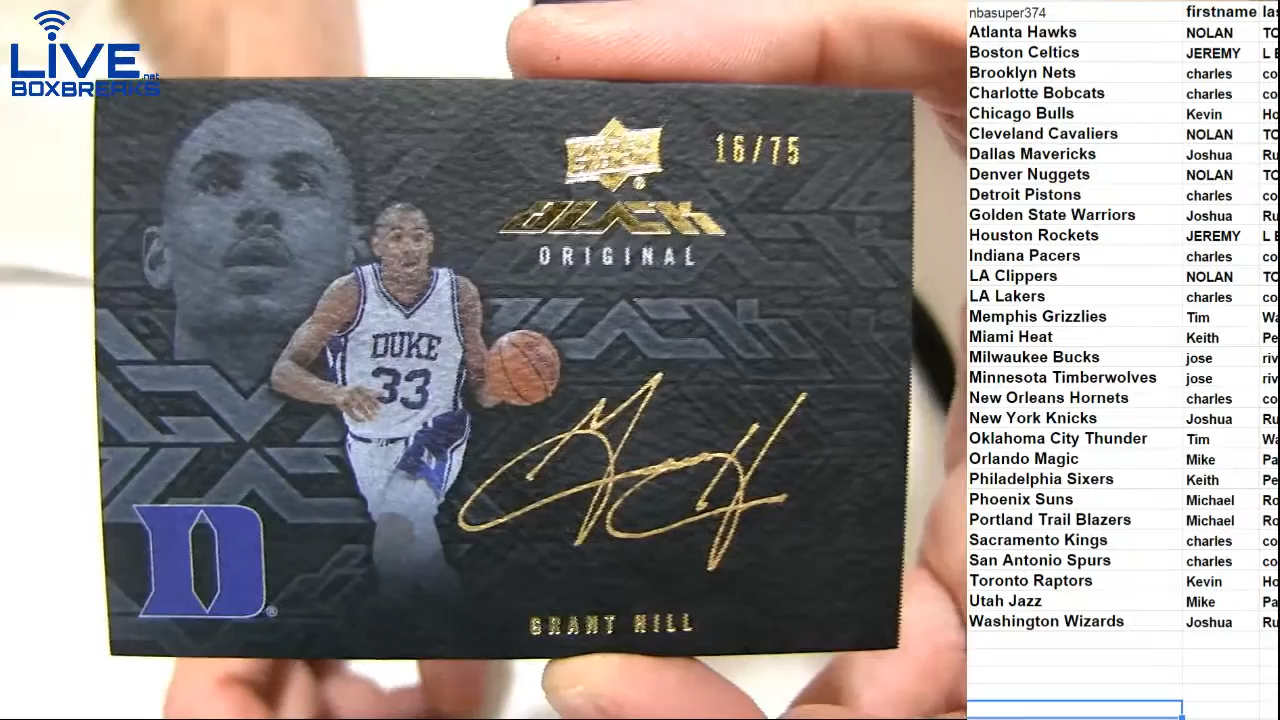 LIVE.net
BOXBREAKS
UPPER DECK
16/75
BLACK
ORIGINAL
DUKE
33
D
D
®
GRANT HILL
nbasuper374 firstname las
Atlanta Hawks NOLAN TO
Boston Celtics JEREMY L E
Brooklyn Nets charles co
Charlotte Bobcats charles co
Chicago Bulls Kevin Ho
Cleveland Cavaliers NOLAN TO
Dallas Mavericks Joshua Ru
Denver Nuggets NOLAN TO
Detroit Pistons charles co
Golden State Warriors Joshua Ru
Houston Rockets JEREMY L E
Indiana Pacers charles co
LA Clippers NOLAN TO
LA Lakers charles co
Memphis Grizzlies Tim Wa
Miami Heat Keith Pe
Milwaukee Bucks jose riv
Minnesota Timberwolves jose riv
New Orleans Hornets charles co
New York Knicks Joshua Ru
Oklahoma City Thunder Tim Wa
Orlando Magic Mike Pa
Philadelphia Sixers Keith Pe
Phoenix Suns Michael Ro
Portland Trail Blazers Michael Ro
Sacramento Kings charles co
San Antonio Spurs charles co
Toronto Raptors Kevin Ho
Utah Jazz Mike Pa
Washington Wizards Joshua Ru